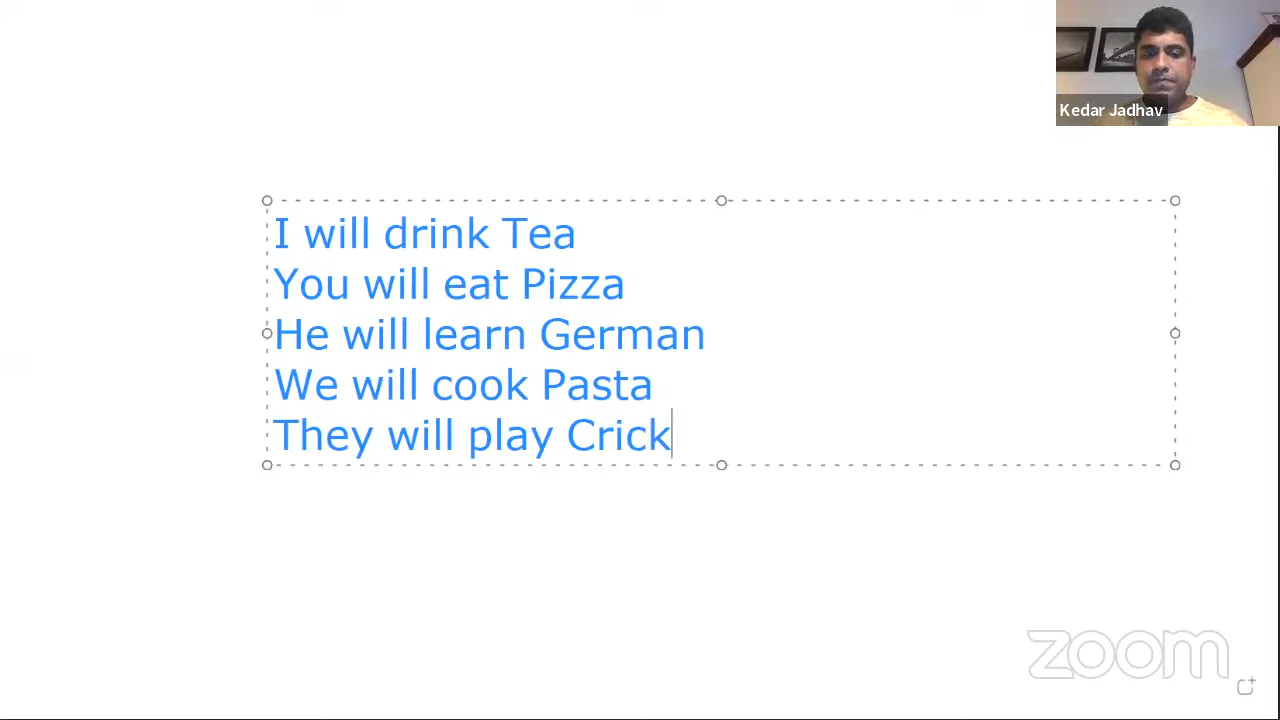 Kedar Jadhav
I will drink Tea
You will eat Pizza
He will learn German
We will cook Pasta
They will play Crick
zoom